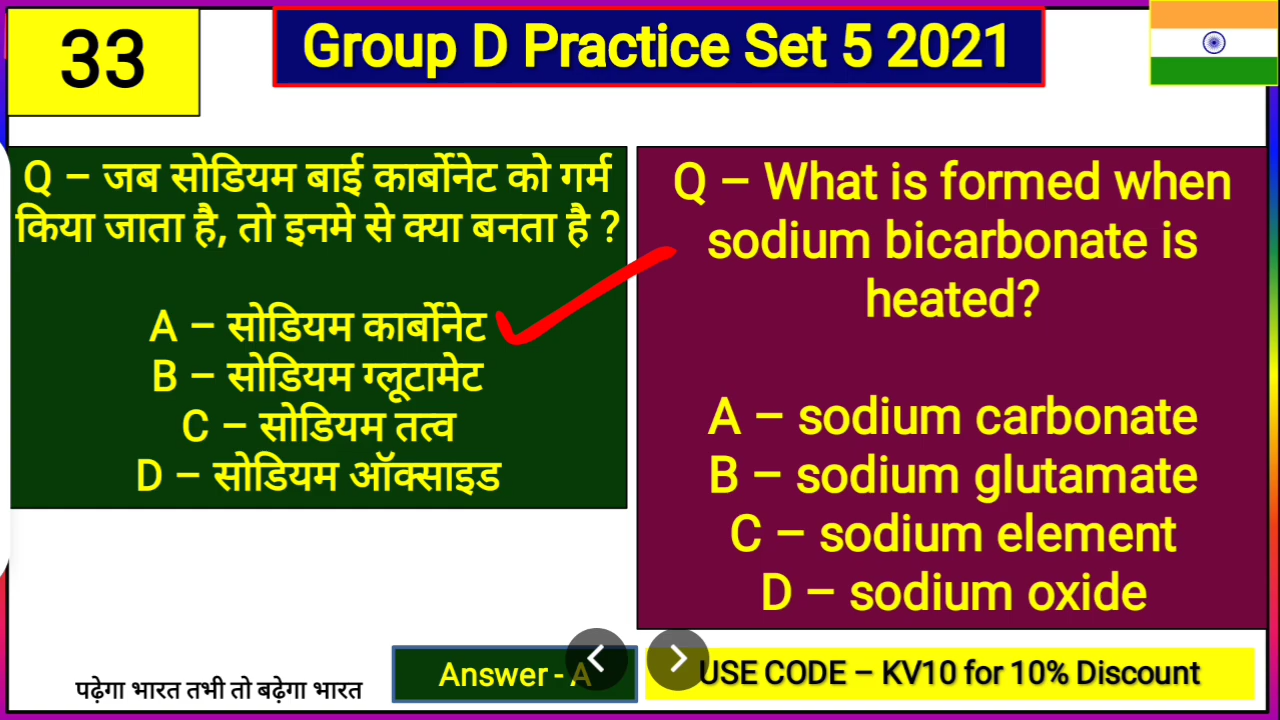 33
Group D Practice Set 5 2021
Q – जब सोडियम बाई कार्बोनेट को गर्म
किया जाता है, तो इनमे से क्या बनता है ?
A – सोडियम कार्बोनेट
B – सोडियम ग्लूटामेट
C – सोडियम तत्व
D – सोडियम ऑक्साइड
Q – What is formed when
sodium bicarbonate is
heated?
A – sodium carbonate
B – sodium glutamate
C – sodium element
D – sodium oxide
पढ़ेगा भारत तभी तो बढ़ेगा भारत
Answer - A
USE CODE – KV10 for 10% Discount